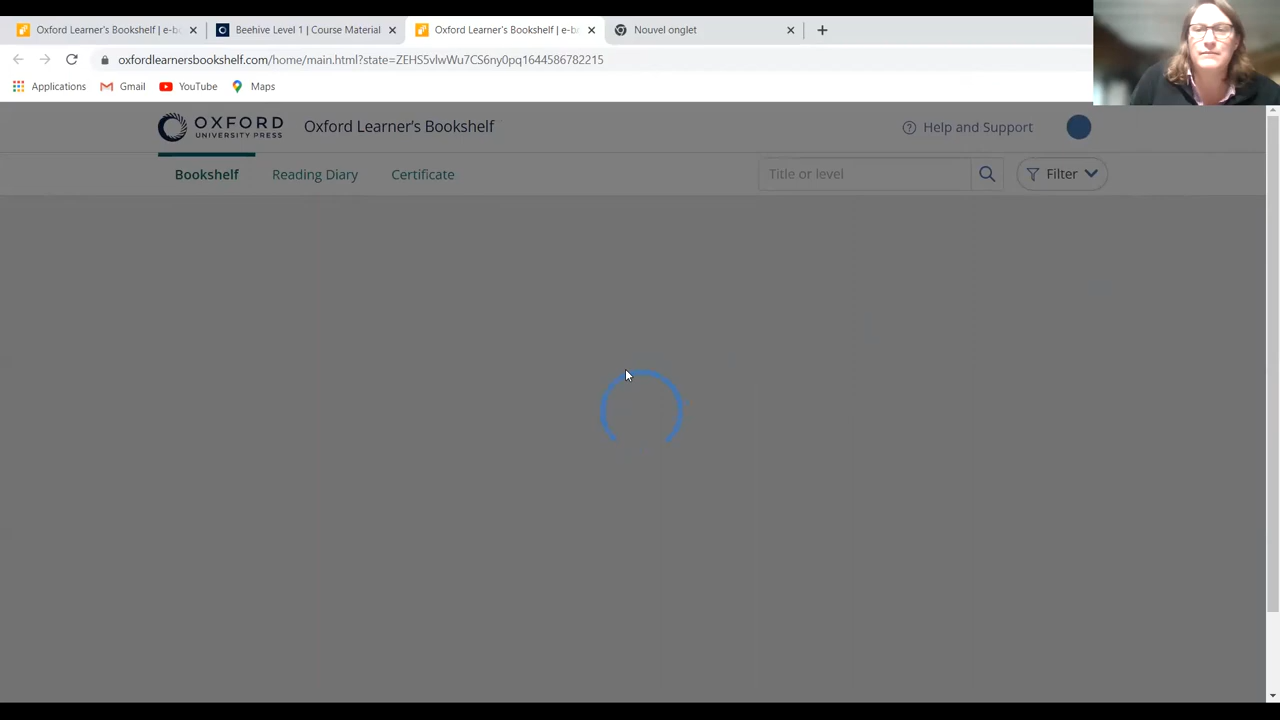 Oxford Learner's Bookshelf | e-b
Beehive Level 1 | Course Material
Oxford Learner's Bookshelf | e-b
Nouvel onglet
oxfordlearnersbookshelf.com/home/main.html?state=ZEHS5vlwWu7CS6ny0pq1644586782215
Applications
Gmail
YouTube
Maps
OXFORD
UNIVERSITY PRESS
Oxford Learner's Bookshelf
Help and Support
Bookshelf
Reading Diary
Certificate
Title or level
Filter